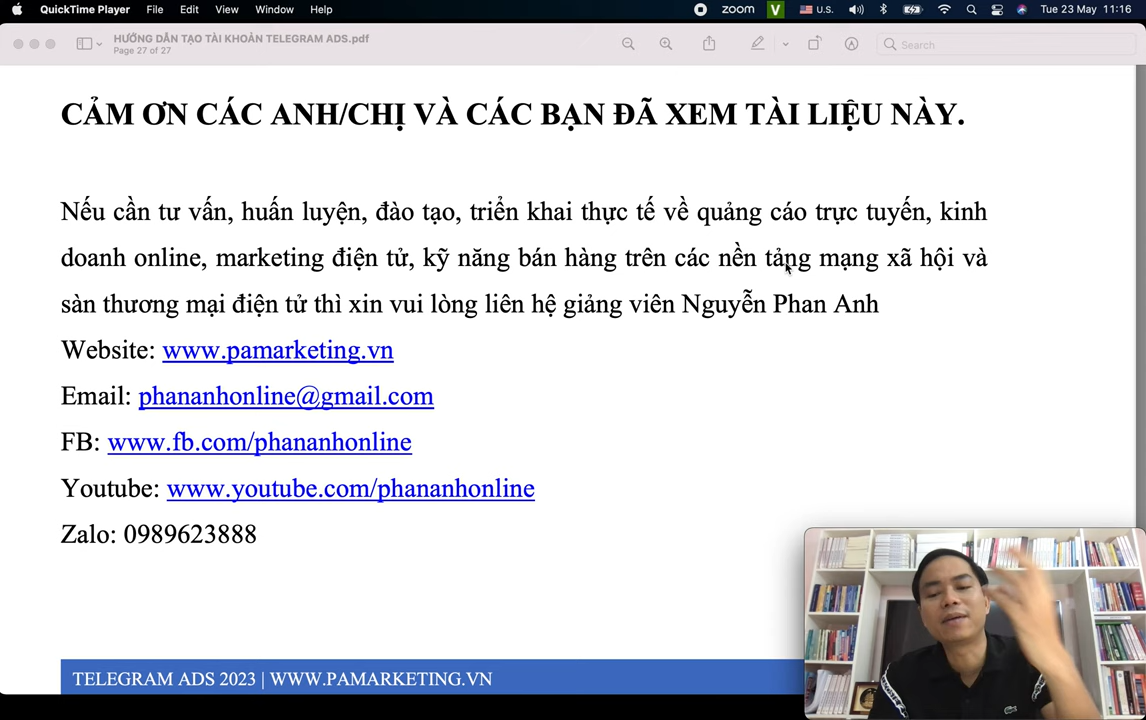 QuickTime Player File Edit View Window Help zoom V U.S. Tue 23 May 11:16
HƯỚNG DẪN TẠO TÀI KHOẢN TELEGRAM ADS.pdf
Page 27 of 27
Search
CẢM ƠN CÁC ANH/CHỊ VÀ CÁC BẠN ĐÃ XEM TÀI LIỆU NÀY.
Nếu cần tư vấn, huấn luyện, đào tạo, triển khai thực tế về quảng cáo trực tuyến, kinh
doanh online, marketing điện tử, kỹ năng bán hàng trên các nền tảng mạng xã hội và
sàn thương mại điện tử thì xin vui lòng liên hệ giảng viên Nguyễn Phan Anh
Website: www.pamarketing.vn
Email: phananhonline@gmail.com
FB: www.fb.com/phananhonline
Youtube: www.youtube.com/phananhonline
Zalo: 0989623888
TELEGRAM ADS 2023 | WWW.PAMARKETING.VN